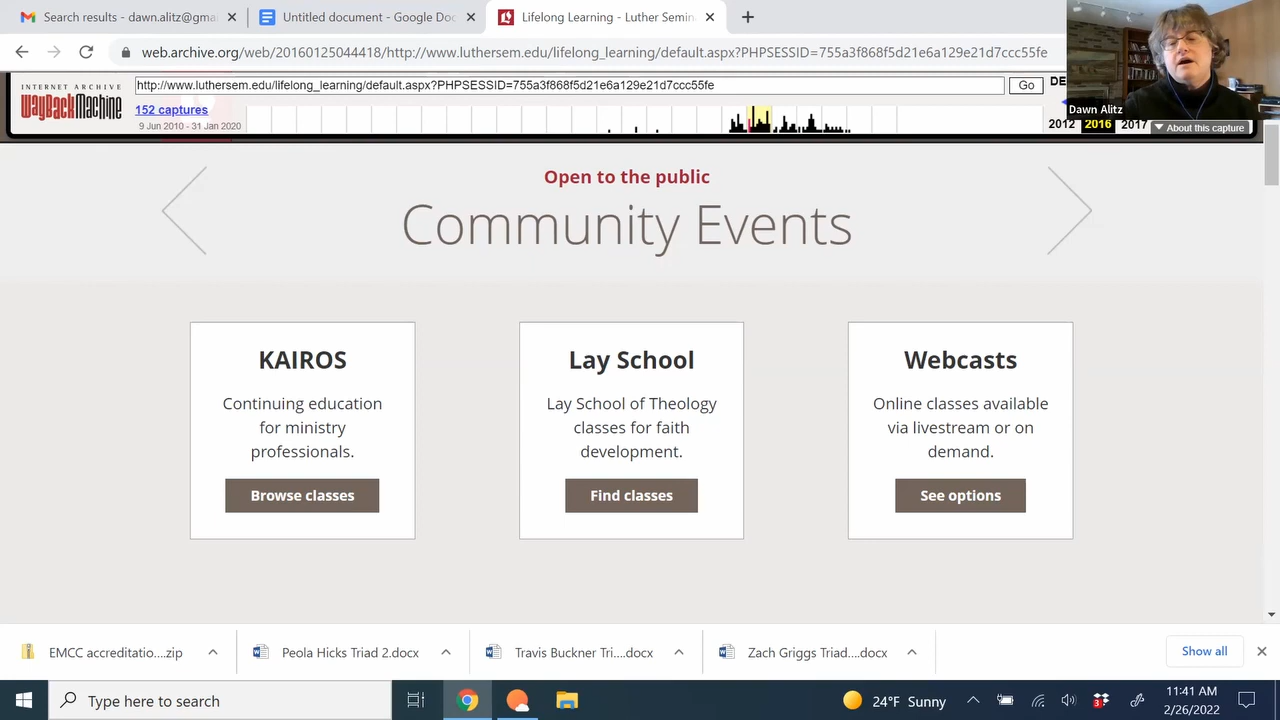 Search results - dawn.alitz@gma
Untitled document - Google Doc
Lifelong Learning - Luther Semin
web.archive.org/web/20160125044418/http://www.luthersem.edu/lifelong_learning/default.aspx?PHPSESSID=755a3f868f5d21e6a129e21d7ccc55fe
INTERNET ARCHIVE
WayBackMachine
http://www.luthersem.edu/lifelong_learning/default.aspx?PHPSESSID=755a3f868f5d21e6a129e21d7ccc55fe
Go
DE
152 captures
9 Jun 2010 - 31 Jan 2020
Dawn Alitz
2012 2016 2017
About this capture
Open to the public
Community Events
KAIROS
Continuing education
for ministry
professionals.
Browse classes
Lay School
Lay School of Theology
classes for faith
development.
Find classes
Webcasts
Online classes available
via livestream or on
demand.
See options
EMCC accreditatio....zip
Peola Hicks Triad 2.docx
Travis Buckner Tri....docx
Zach Griggs Triad....docx
Show all
Type here to search
24°F Sunny
3
11:41 AM
2/26/2022